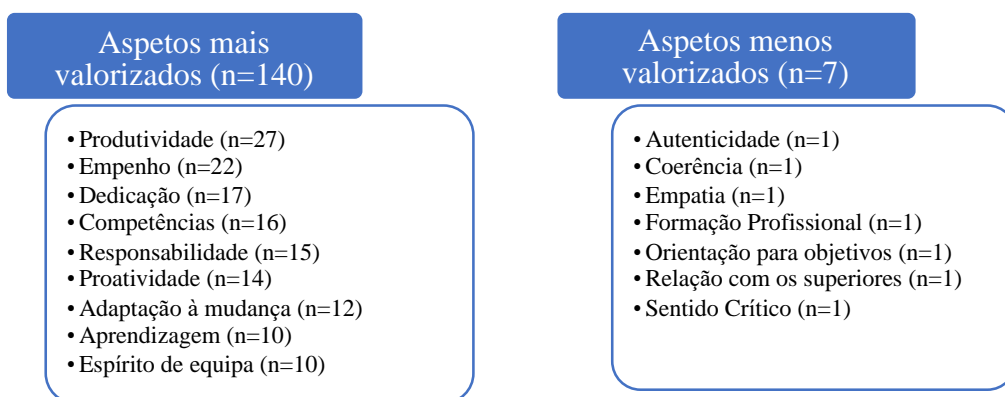 Aspetos mais
valorizados (n=140)
• Produtividade (n=27)
• Empenho (n=22)
• Dedicação (n=17)
• Competências (n=16)
• Responsabilidade (n=15)
• Proatividade (n=14)
• Adaptação à mudança (n=12)
• Aprendizagem (n=10)
• Espírito de equipa (n=10)
Aspetos menos
valorizados (n=7)
• Autenticidade (n=1)
• Coerência (n=1)
• Empatia (n=1)
• Formação Profissional (n=1)
• Orientação para objetivos (n=1)
• Relação com os superiores (n=1)
• Sentido Crítico (n=1)